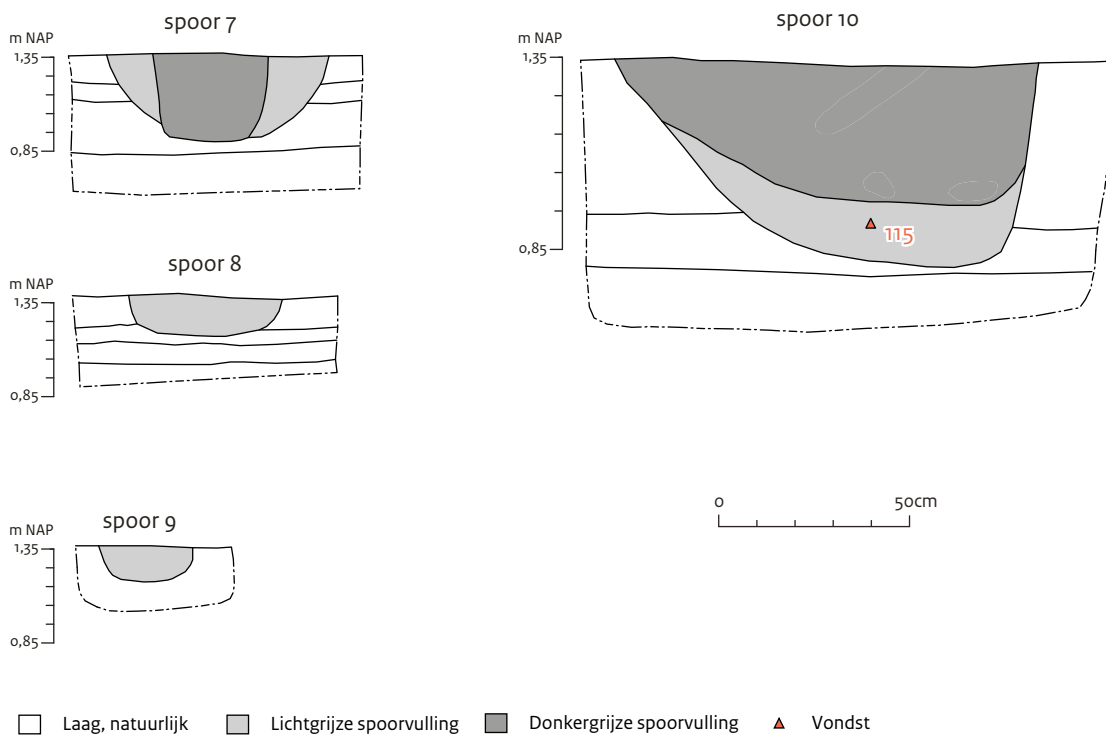 spoor 7
m NAP
1,35
0,85
spoor 10
m NAP
1,35
0,85
115
spoor 8
1,35
0,85
0 50cm
spoor 9
m NAP
1,35
0,85
Laag, natuurlijk Lichtgrijze spoorvulling Donkergrijze spoorvulling Vondst